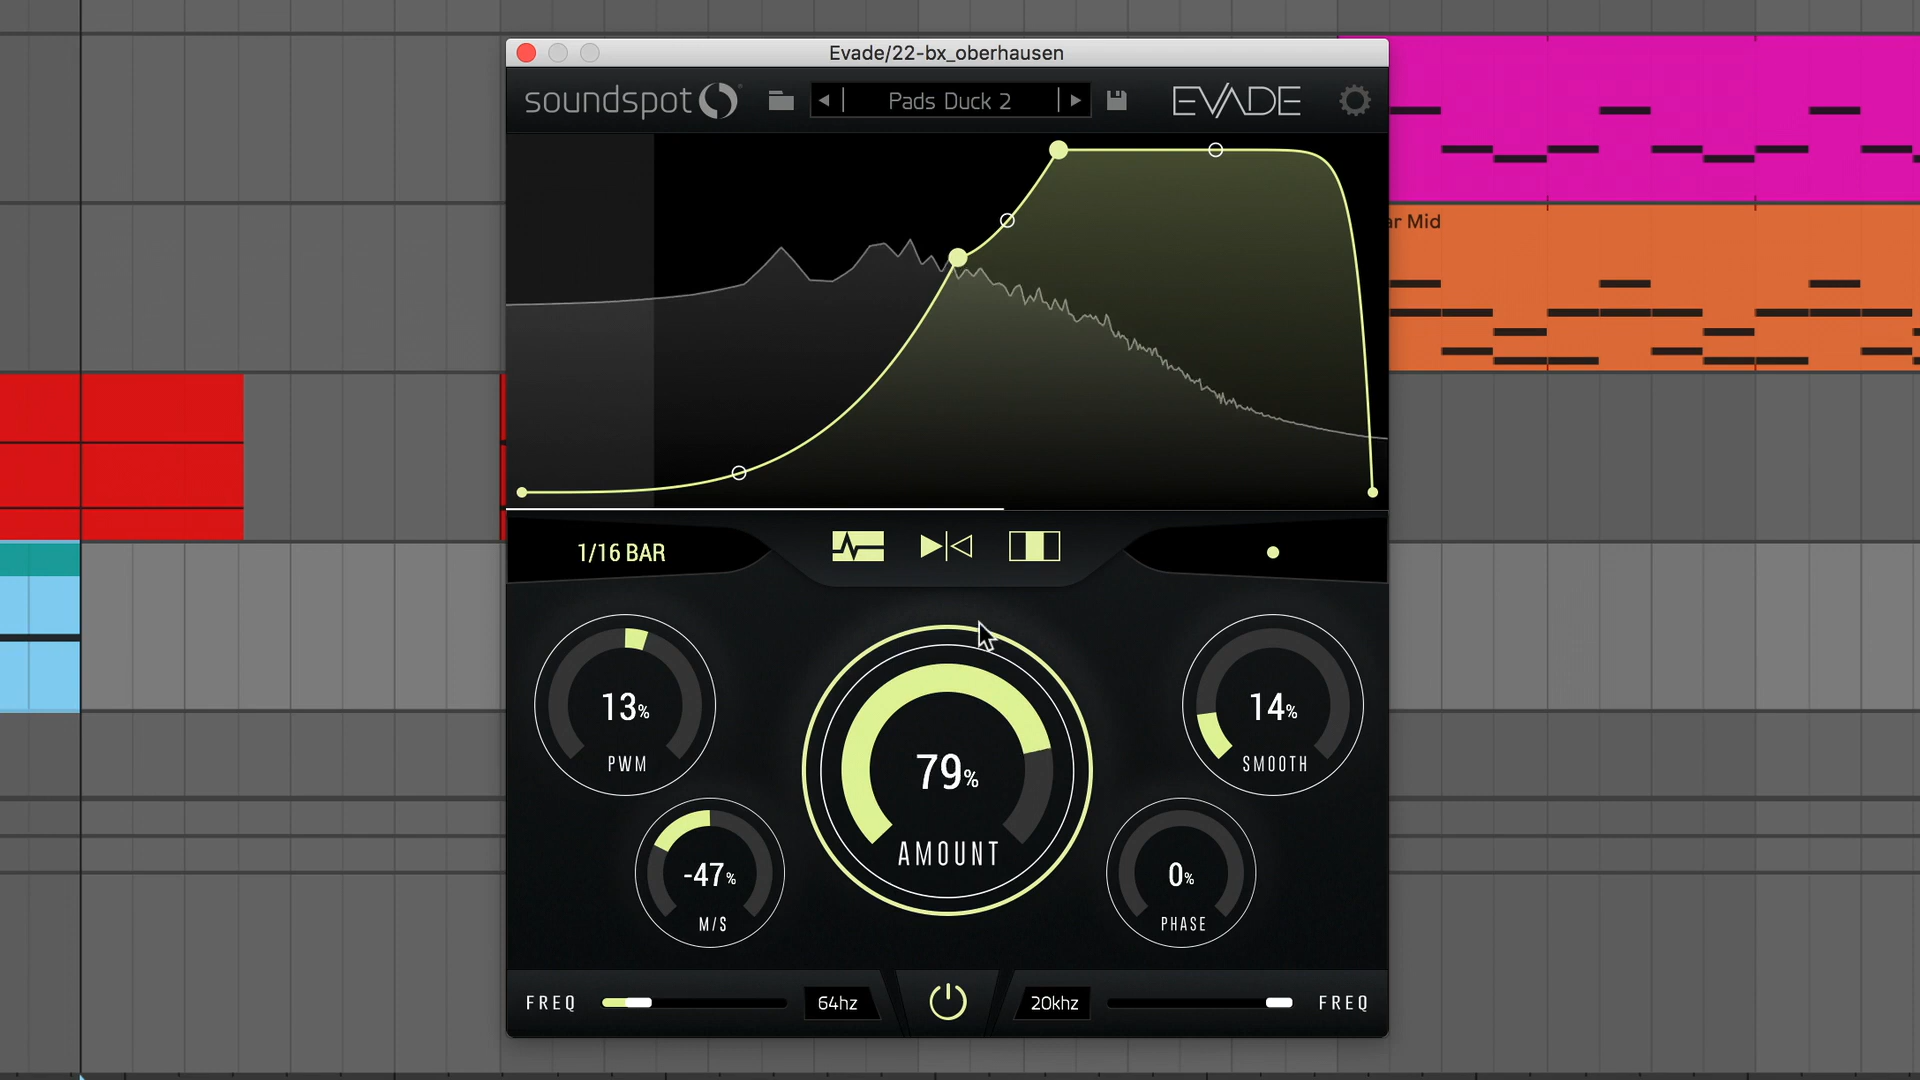 Evade/22-bx_oberhausen
soundspot
Pads Duck 2
EVADE
ar Mid
1/16 BAR
13%
PWM
79%
AMOUNT
14%
SMOOTH
-47%
M/S
0%
PHASE
FREQ
64hz
20khz
FREQ